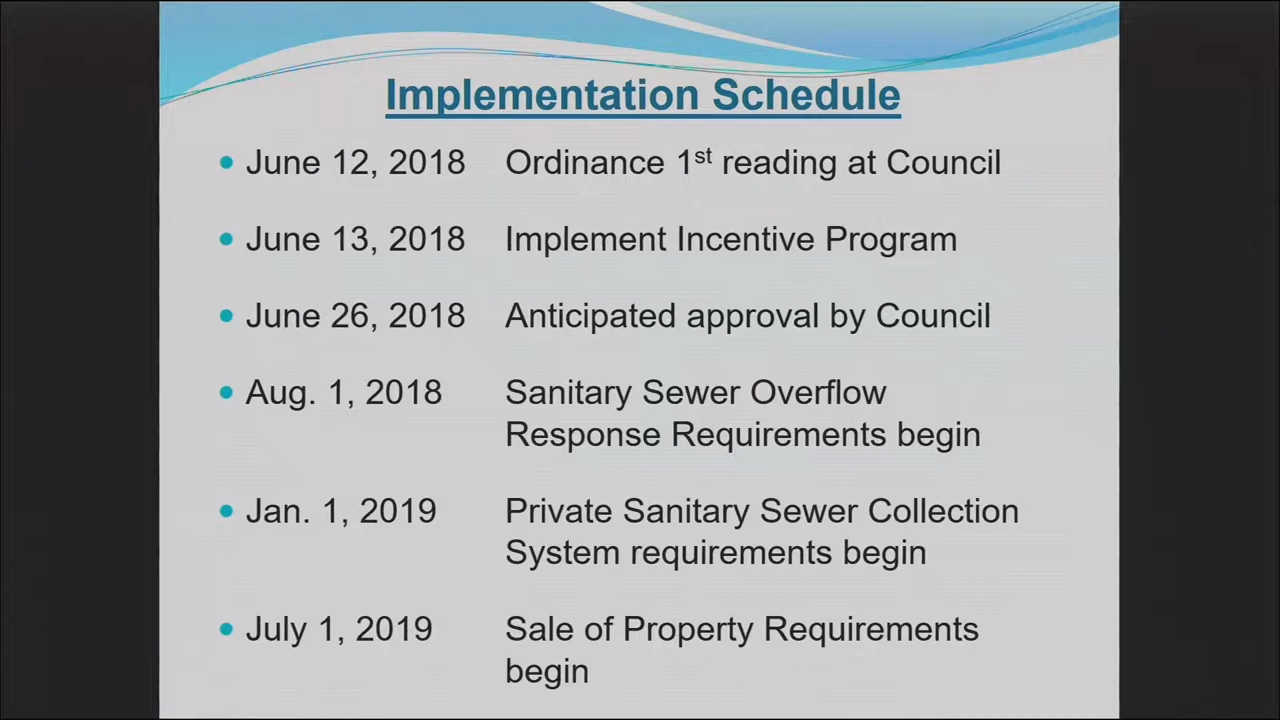 Implementation Schedule
• June 12, 2018 Ordinance 1st reading at Council
• June 13, 2018 Implement Incentive Program
• June 26, 2018 Anticipated approval by Council
• Aug. 1, 2018 Sanitary Sewer Overflow
Response Requirements begin
• Jan. 1, 2019 Private Sanitary Sewer Collection
System requirements begin
• July 1, 2019 Sale of Property Requirements
begin